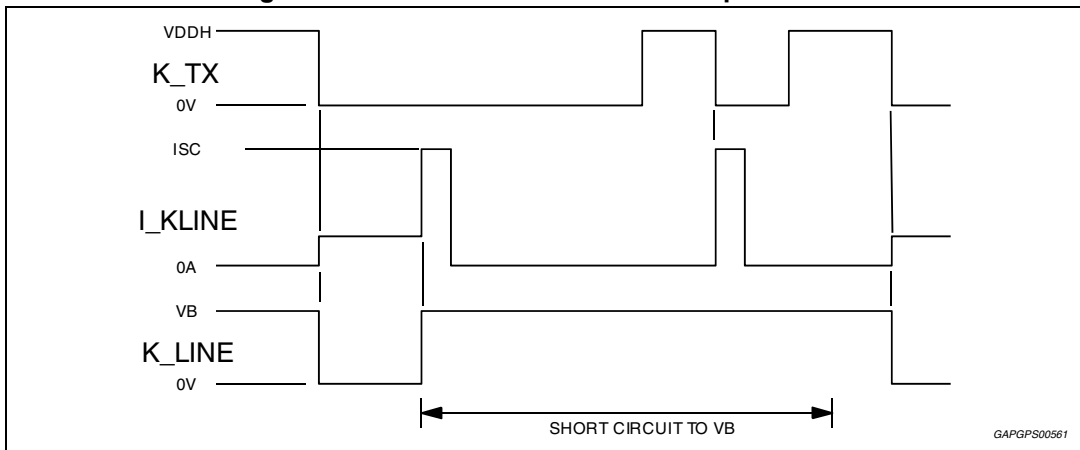 VDDH
K_TX
0V
ISC
I_KLINE
0A
VB
K_LINE
0V
SHORT CIRCUIT TO VB
GAPGPS00561